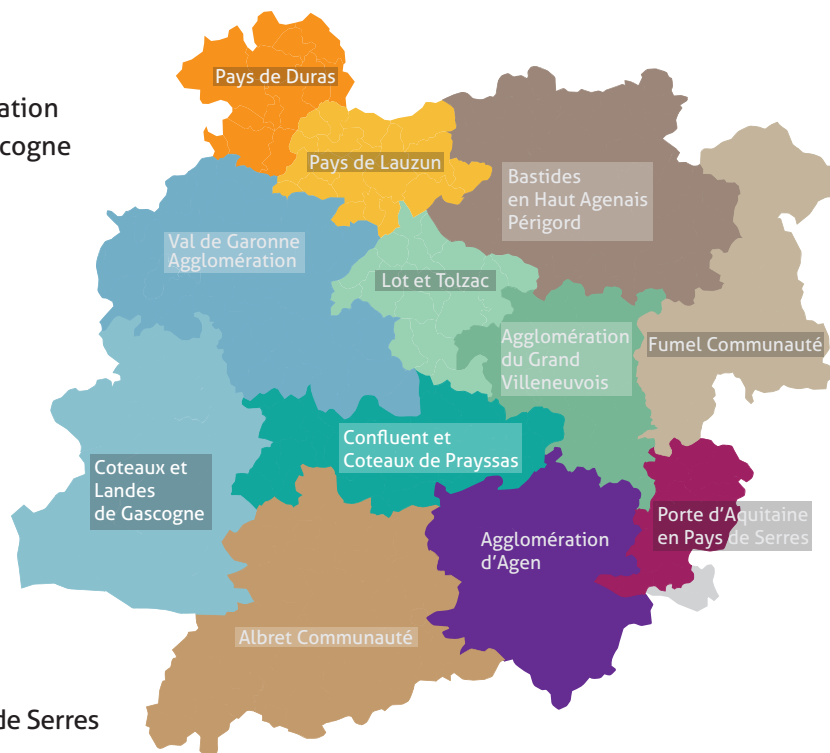 Pays de Duras
ation
cogne
Pays de Lauzun
Bastides
en Haut Agenais
Périgord
Val de Garonne
Agglomération
Lot et Tolzac
Agglomération
du Grand
Villeneuvois
Fumel Communauté
Confluent et
Coteaux de Prayssas
Coteaux et
Landes
de Gascogne
Porte d'Aquitaine
en Pays de Serres
Agglomération
d'Agen
Albret Communauté
de Serres